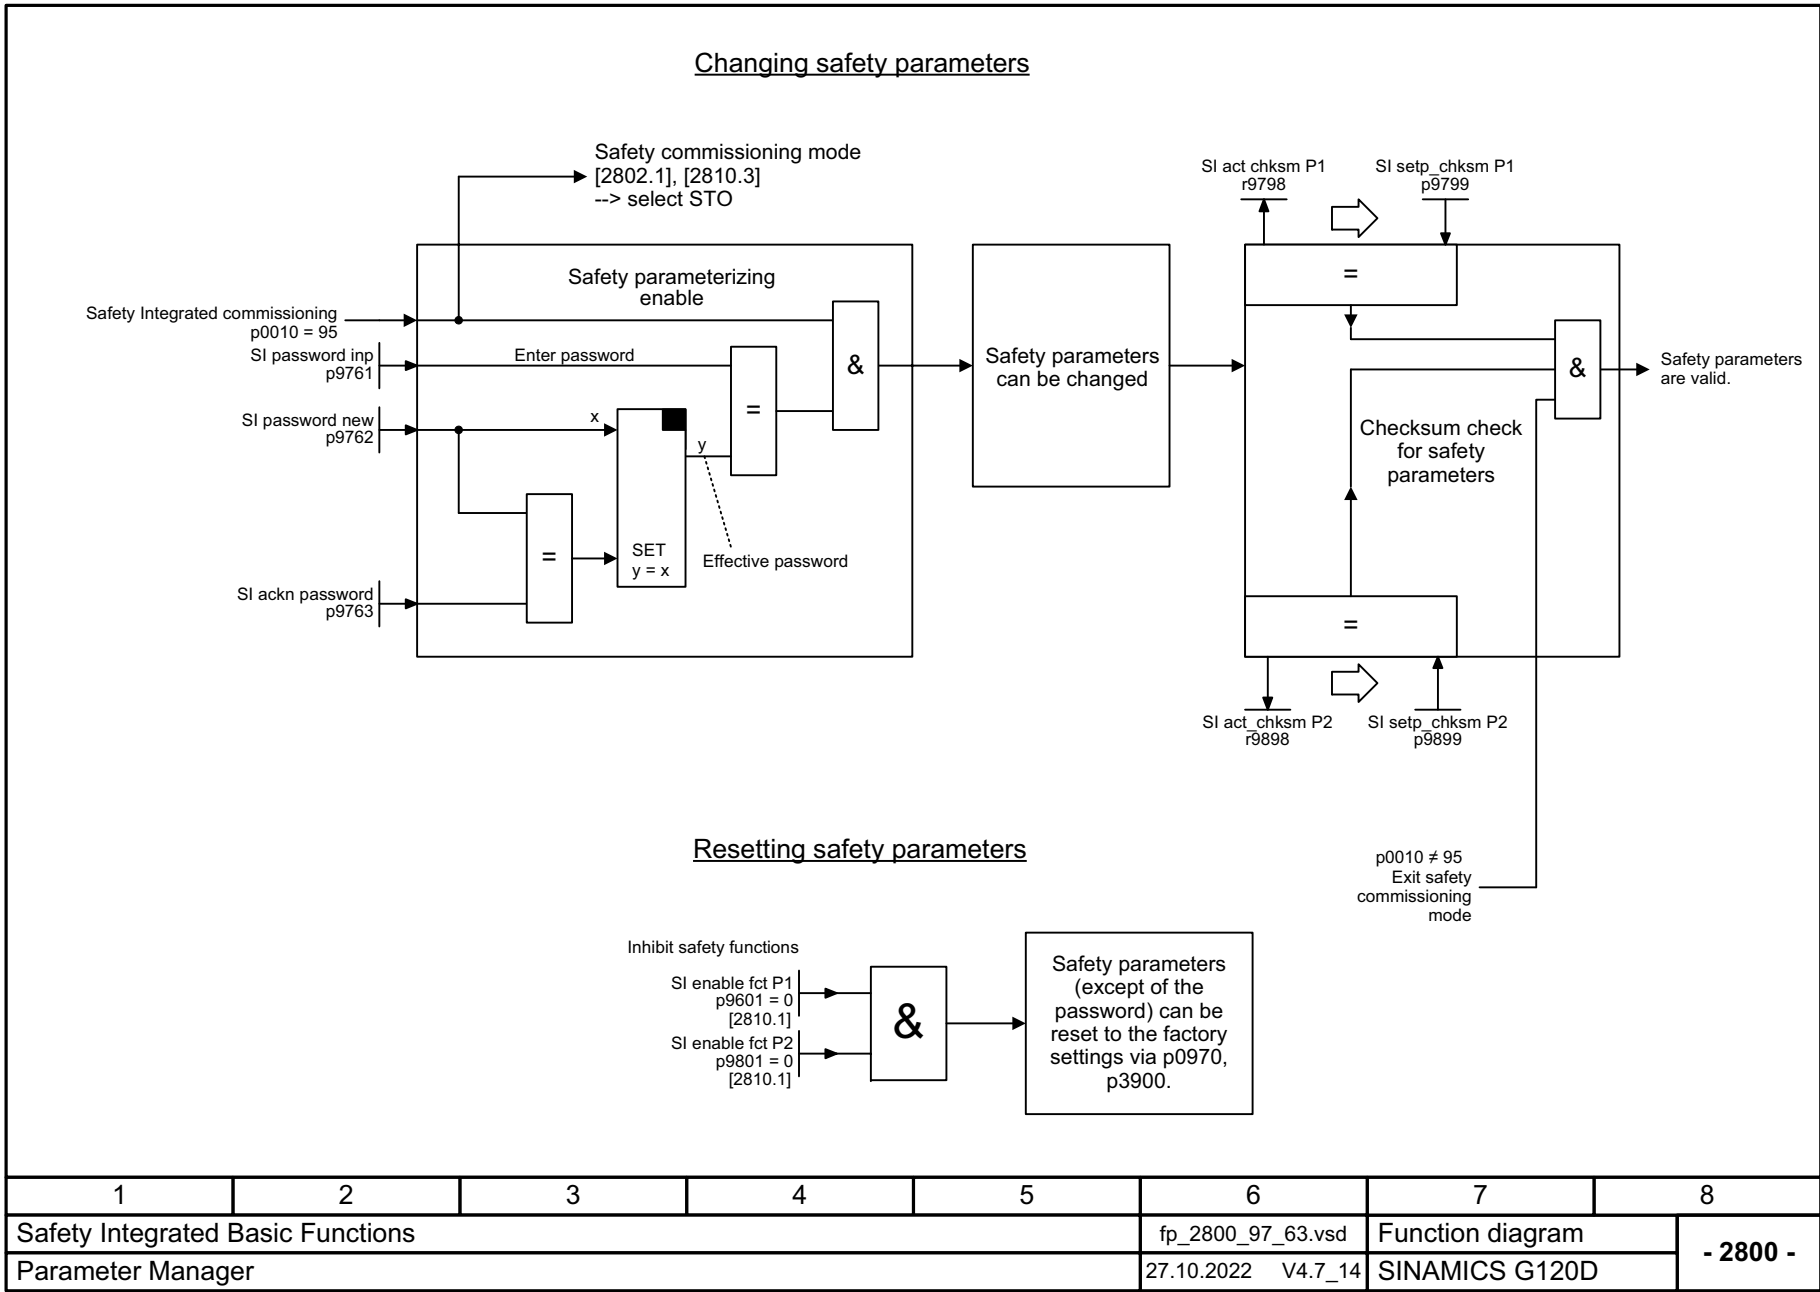 Changing safety parameters
Safety commissioning mode
[2802.1], [2810.3]
--> select STO
SI act chksm P1
r9798
SI setp_chksm P1
p9799
Safety parameterizing
enable
=
Safety Integrated commissioning
p0010 = 95
SI password inp
p9761
Enter password
&
Safety parameters
can be changed
&
Safety parameters
are valid.
SI password new
p9762
x
=
y
Checksum check
for safety
parameters
=
SET
y = x
Effective password
SI ackn password
p9763
=
SI act_chksm P2
r9898
SI setp_chksm P2
p9899
Resetting safety parameters
p0010 ≠ 95
Exit safety
commissioning
mode
Inhibit safety functions
SI enable fct P1
p9601 = 0
[2810.1]
SI enable fct P2
p9801 = 0
[2810.1]
&
Safety parameters
(except of the
password) can be
reset to the factory
settings via p0970,
p3900.
1 2 3 4 5 6 7 8
Safety Integrated Basic Functions fp_2800_97_63.vsd Function diagram
- 2800 -
Parameter Manager 27.10.2022 V4.7_14 SINAMICS G120D